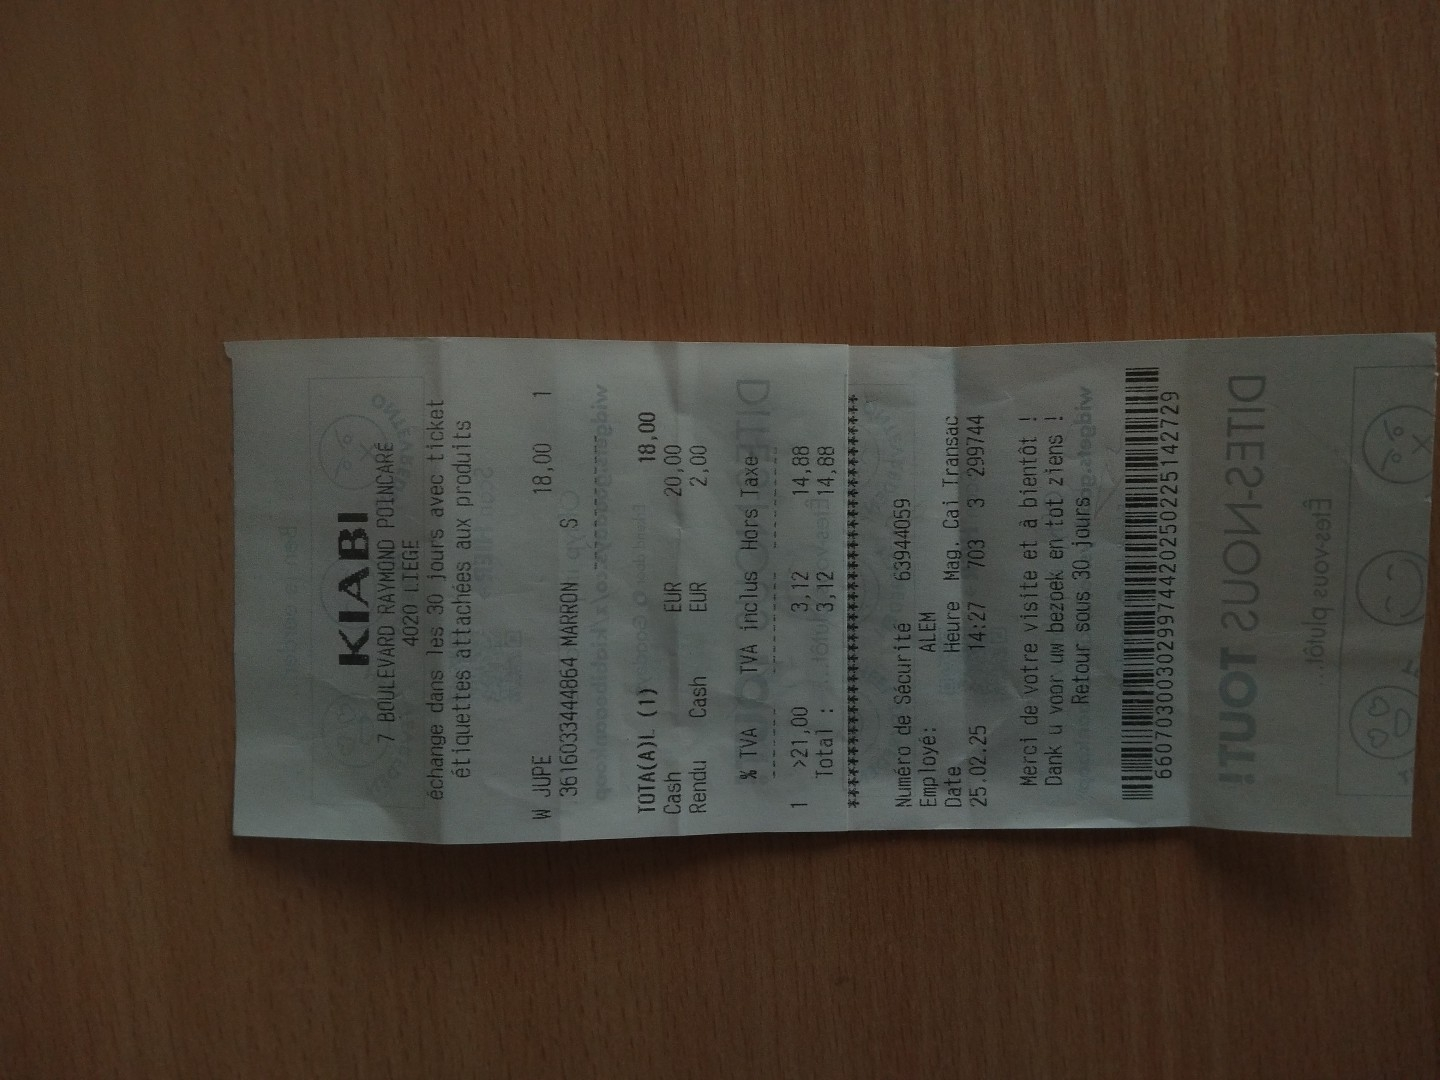 KIABI
7 BOULEVARD RAYMOND POINCARÉ
4020 LIEGE
échange dans les 30 jours avec ticket
étiquettes attachées aux produits
W JUPE 18,00 1
3616033444864 MARRON S
TOTA(A)L (1) 18,00
Cash EUR 20,00
Rendu Cash EUR 2,00
% TVA TVA inclus Hors Taxe
1 >21,00 3,12 14,88
Total : 3,12 14,88
Numéro de Sécurité 63944059
Employé: ALEM
Date Heure Mag. Cai Transac
25.02.25 14:27 703 3 299744
Merci de votre visite et à bientôt !
Dank u voor uw bezoek en tot ziens !
Retour sous 30 jours
6607030030299744202502251427 29
DITES-NOUS TOUT!
Êtes-vous plutôt...